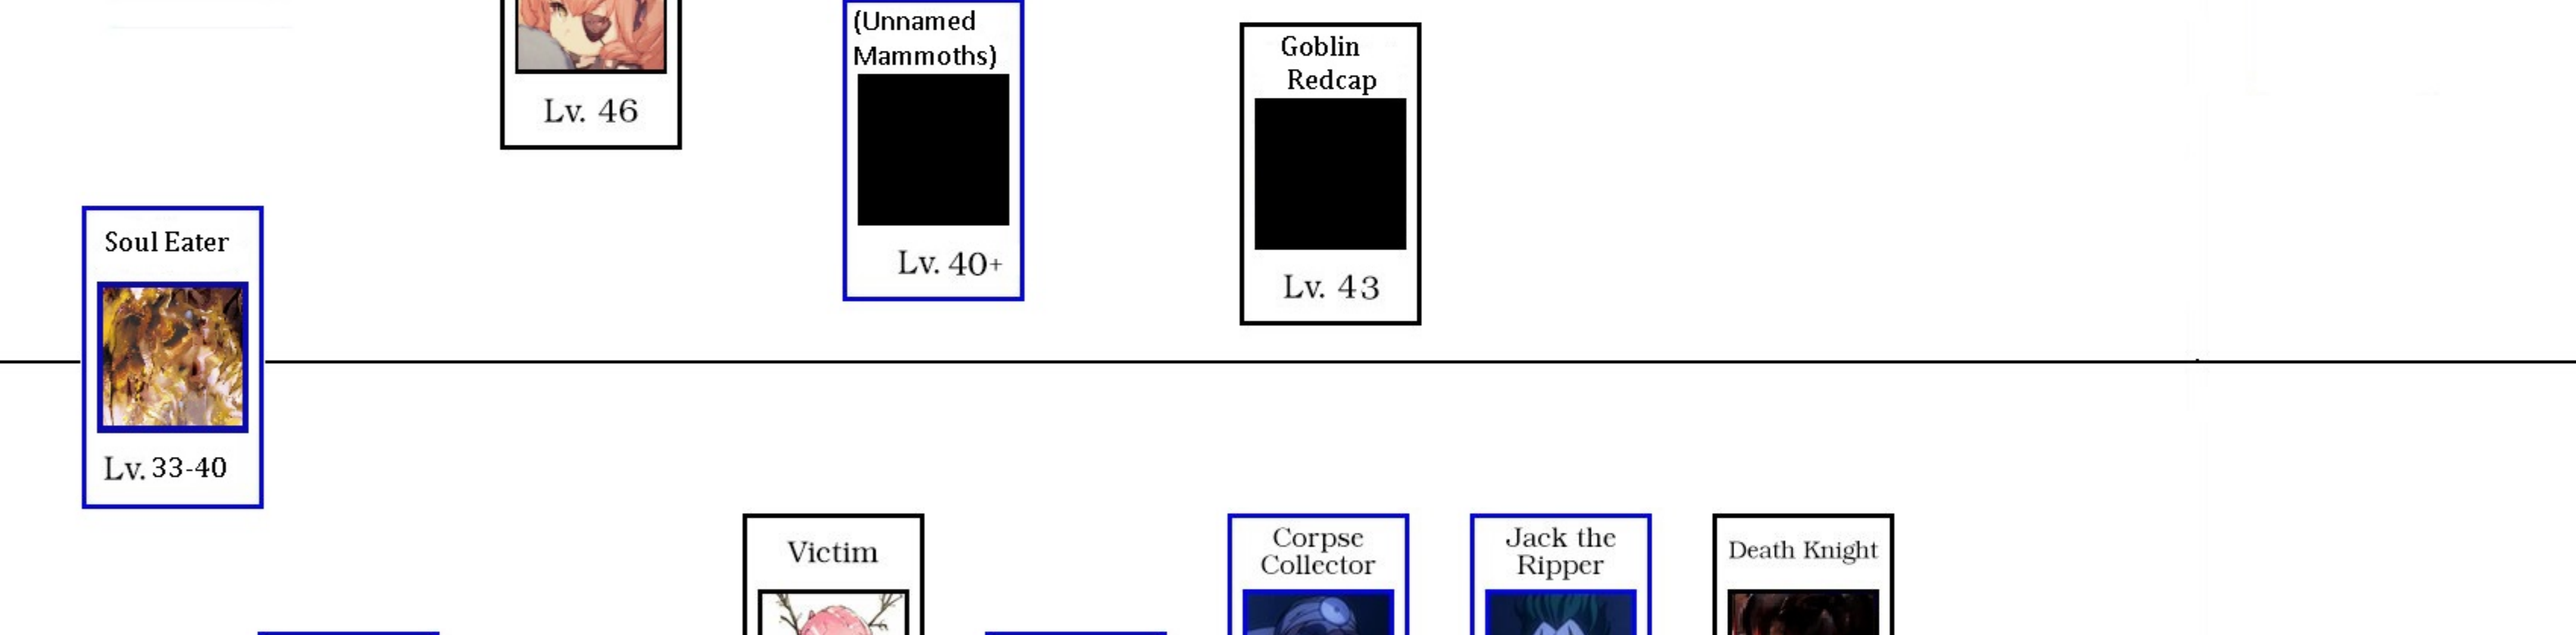 Lv. 46
(Unnamed
Mammoths)
Lv. 40+
Goblin
Redcap
Lv. 43
Soul Eater
Lv. 33-40
Victim
Corpse
Collector
Jack the
Ripper
Death Knight